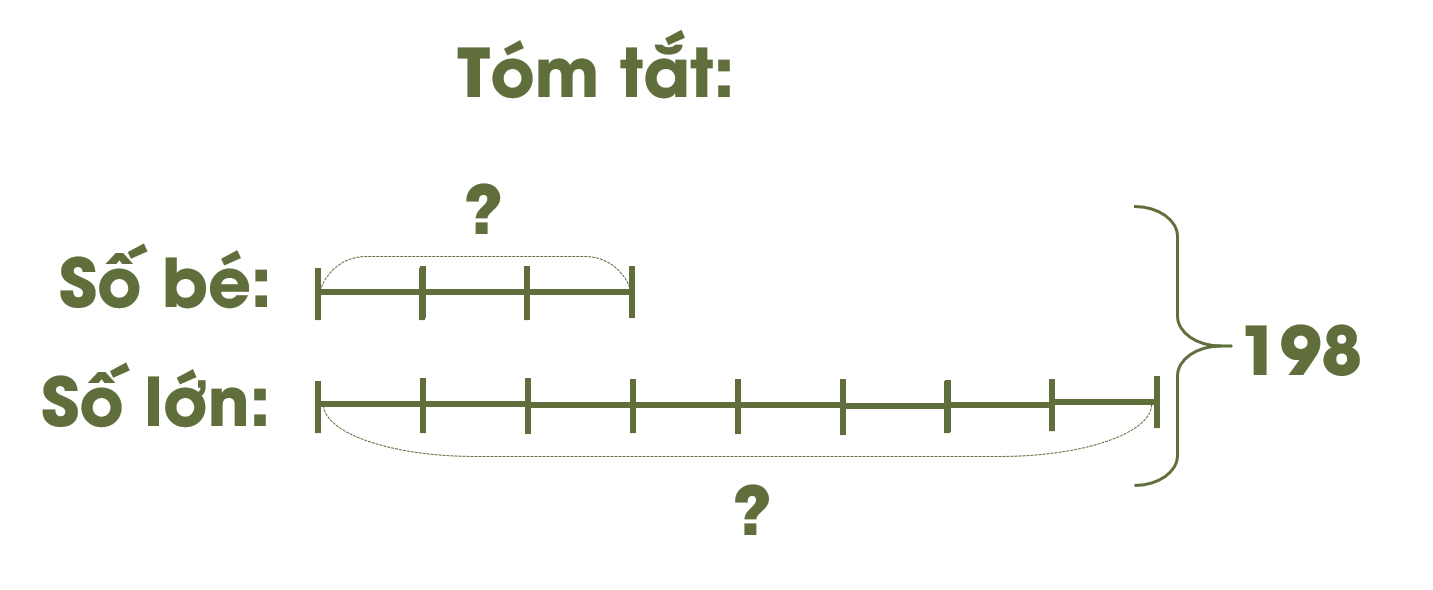 Tóm tắt:
?
Số bé:
198
Số lớn:
?